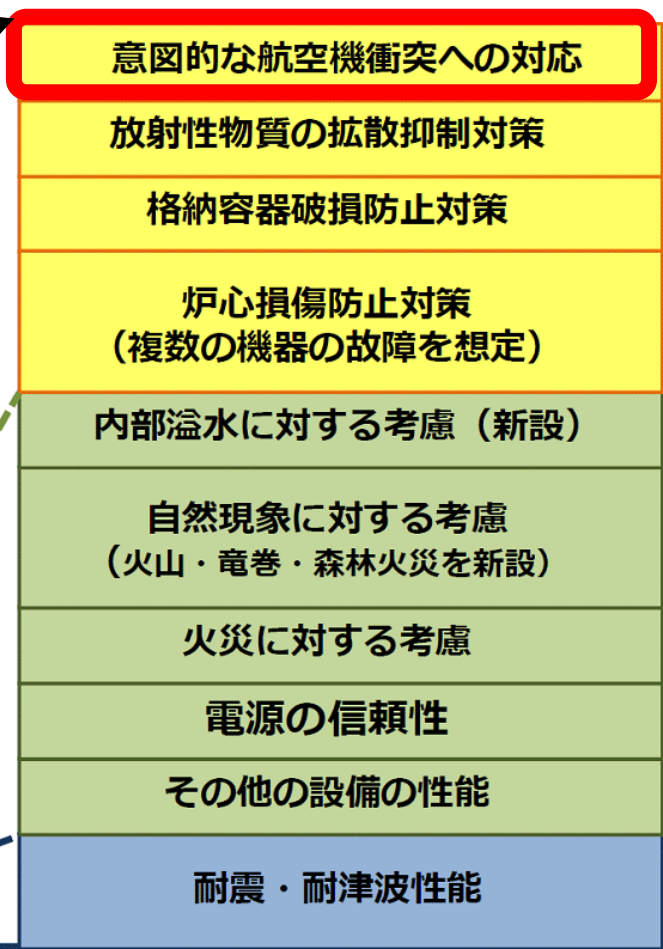 意図的な航空機衝突への対応
放射性物質の拡散抑制対策
格納容器破損防止対策
炉心損傷防止対策
（複数の機器の故障を想定）
内部溢水に対する考慮（新設）
自然現象に対する考慮
（火山・竜巻・森林火災を新設）
火災に対する考慮
電源の信頼性
その他の設備の性能
耐震・耐津波性能